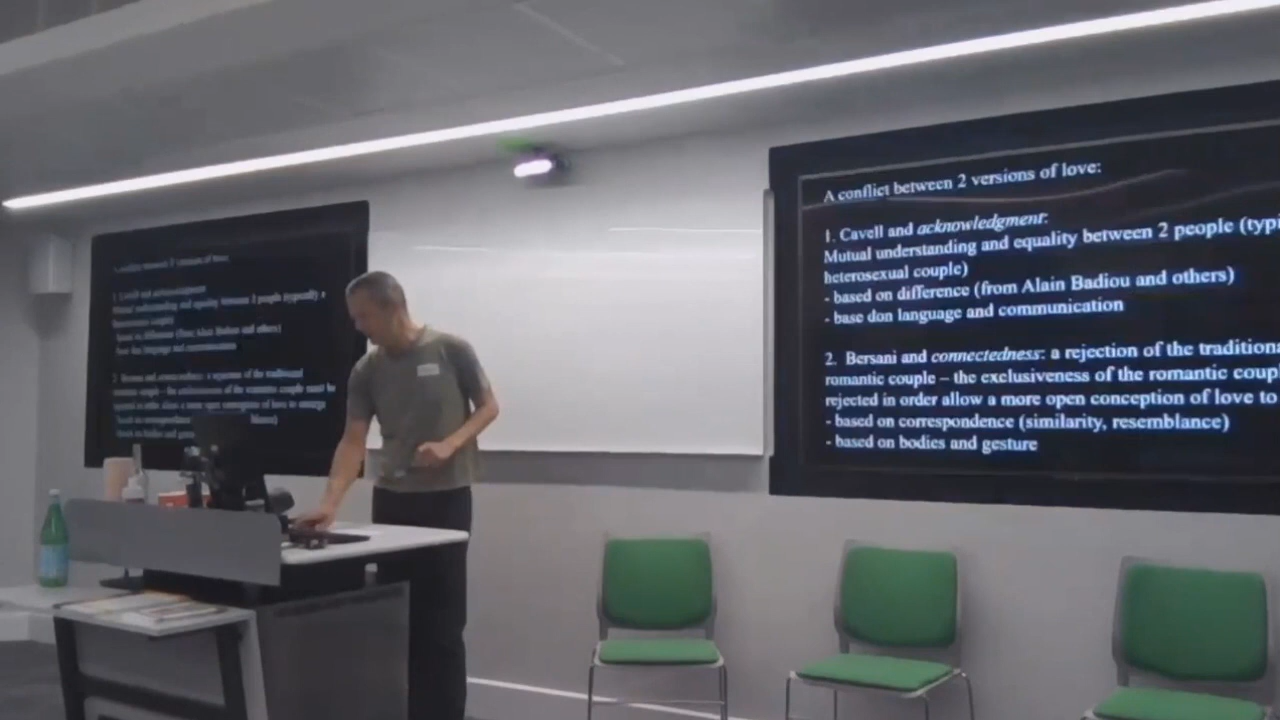 A conflict between 2 versions of love:
1. Cavell and acknowledgment:
Mutual understanding and equality between 2 people (typi
heterosexual couple)
- based on difference (from Alain Badiou and others)
- base don language and communication
2. Bersani and connectedness: a rejection of the traditiona
romantic couple – the exclusiveness of the romantic coupl
rejected in order allow a more open conception of love to
- based on correspondence (similarity, resemblance)
- based on bodies and gesture